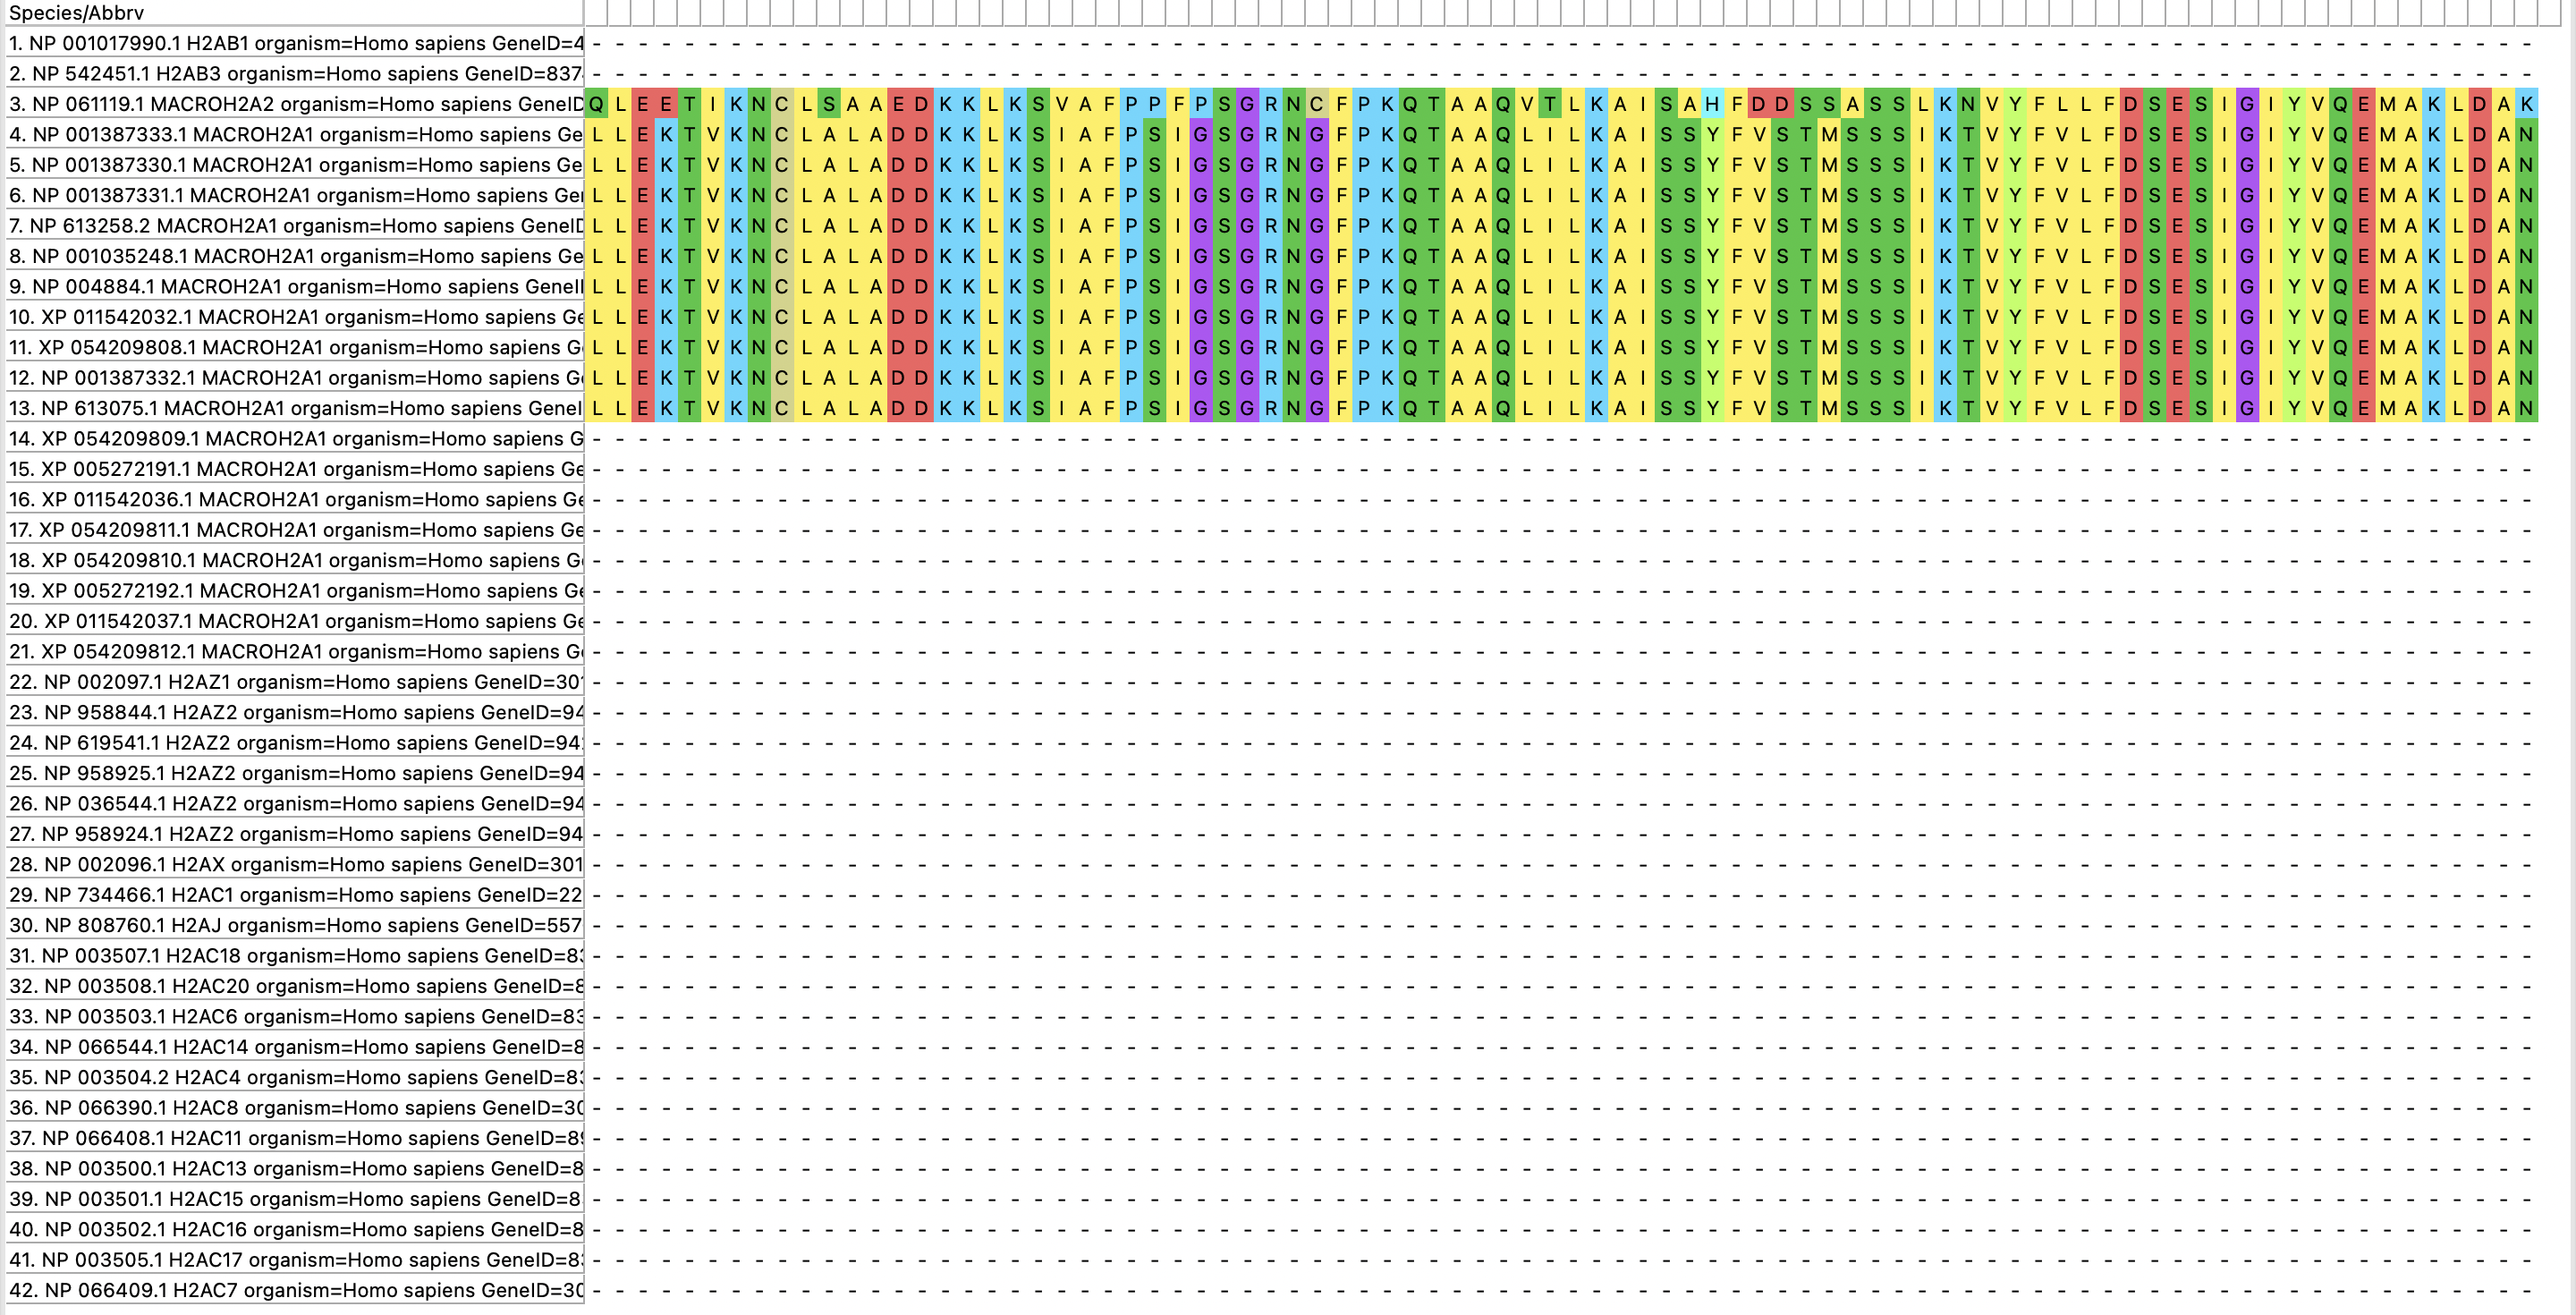 Species/Abbrv
1. NP 001017990.1 H2AB1 organism=Homo sapiens GeneID=4
2. NP 542451.1 H2AB3 organism=Homo sapiens GeneID=837
3. NP 061119.1 MACROH2A2 organism=Homo sapiens GeneID Q L E E T I K N C L S A A E D K K L K S V A F P P F P S G R N C F P K Q T A A Q V T L K A I S A H F D D S S A S S L K N V Y F L L F D S E S I G I Y V Q E M A K L D A K
4. NP 001387333.1 MACROH2A1 organism=Homo sapiens Ge L L E K T V K N C L A L A D D K K L K S I A F P S I G S G R N G F P K Q T A A Q L I L K A I S S Y F V S T M S S S I K T V Y F V L F D S E S I G I Y V Q E M A K L D A N
5. NP 001387330.1 MACROH2A1 organism=Homo sapiens Ge L L E K T V K N C L A L A D D K K L K S I A F P S I G S G R N G F P K Q T A A Q L I L K A I S S Y F V S T M S S S I K T V Y F V L F D S E S I G I Y V Q E M A K L D A N
6. NP 001387331.1 MACROH2A1 organism=Homo sapiens Ge L L E K T V K N C L A L A D D K K L K S I A F P S I G S G R N G F P K Q T A A Q L I L K A I S S Y F V S T M S S S I K T V Y F V L F D S E S I G I Y V Q E M A K L D A N
7. NP 613258.2 MACROH2A1 organism=Homo sapiens GeneID L L E K T V K N C L A L A D D K K L K S I A F P S I G S G R N G F P K Q T A A Q L I L K A I S S Y F V S T M S S S I K T V Y F V L F D S E S I G I Y V Q E M A K L D A N
8. NP 001035248.1 MACROH2A1 organism=Homo sapiens Ge L L E K T V K N C L A L A D D K K L K S I A F P S I G S G R N G F P K Q T A A Q L I L K A I S S Y F V S T M S S S I K T V Y F V L F D S E S I G I Y V Q E M A K L D A N
9. NP 004884.1 MACROH2A1 organism=Homo sapiens GeneI L L E K T V K N C L A L A D D K K L K S I A F P S I G S G R N G F P K Q T A A Q L I L K A I S S Y F V S T M S S S I K T V Y F V L F D S E S I G I Y V Q E M A K L D A N
10. XP 011542032.1 MACROH2A1 organism=Homo sapiens Ge L L E K T V K N C L A L A D D K K L K S I A F P S I G S G R N G F P K Q T A A Q L I L K A I S S Y F V S T M S S S I K T V Y F V L F D S E S I G I Y V Q E M A K L D A N
11. XP 054209808.1 MACROH2A1 organism=Homo sapiens G L L E K T V K N C L A L A D D K K L K S I A F P S I G S G R N G F P K Q T A A Q L I L K A I S S Y F V S T M S S S I K T V Y F V L F D S E S I G I Y V Q E M A K L D A N
12. NP 001387332.1 MACROH2A1 organism=Homo sapiens G L L E K T V K N C L A L A D D K K L K S I A F P S I G S G R N G F P K Q T A A Q L I L K A I S S Y F V S T M S S S I K T V Y F V L F D S E S I G I Y V Q E M A K L D A N
13. NP 613075.1 MACROH2A1 organism=Homo sapiens GeneI L L E K T V K N C L A L A D D K K L K S I A F P S I G S G R N G F P K Q T A A Q L I L K A I S S Y F V S T M S S S I K T V Y F V L F D S E S I G I Y V Q E M A K L D A N
14. XP 054209809.1 MACROH2A1 organism=Homo sapiens G
15. XP 005272191.1 MACROH2A1 organism=Homo sapiens Ge
16. XP 011542036.1 MACROH2A1 organism=Homo sapiens Ge
17. XP 054209811.1 MACROH2A1 organism=Homo sapiens Ge
18. XP 054209810.1 MACROH2A1 organism=Homo sapiens G
19. XP 005272192.1 MACROH2A1 organism=Homo sapiens Ge
20. XP 011542037.1 MACROH2A1 organism=Homo sapiens Ge
21. XP 054209812.1 MACROH2A1 organism=Homo sapiens G
22. NP 002097.1 H2AZ1 organism=Homo sapiens GeneID=301
23. NP 958844.1 H2AZ2 organism=Homo sapiens GeneID=94
24. NP 619541.1 H2AZ2 organism=Homo sapiens GeneID=94
25. NP 958925.1 H2AZ2 organism=Homo sapiens GeneID=94
26. NP 036544.1 H2AZ2 organism=Homo sapiens GeneID=94
27. NP 958924.1 H2AZ2 organism=Homo sapiens GeneID=94
28. NP 002096.1 H2AX organism=Homo sapiens GeneID=301
29. NP 734466.1 H2AC1 organism=Homo sapiens GeneID=22
30. NP 808760.1 H2AJ organism=Homo sapiens GeneID=557
31. NP 003507.1 H2AC18 organism=Homo sapiens GeneID=83
32. NP 003508.1 H2AC20 organism=Homo sapiens GeneID=8
33. NP 003503.1 H2AC6 organism=Homo sapiens GeneID=83
34. NP 066544.1 H2AC14 organism=Homo sapiens GeneID=8
35. NP 003504.2 H2AC4 organism=Homo sapiens GeneID=83
36. NP 066390.1 H2AC8 organism=Homo sapiens GeneID=30
37. NP 066408.1 H2AC11 organism=Homo sapiens GeneID=89
38. NP 003500.1 H2AC13 organism=Homo sapiens GeneID=8
39. NP 003501.1 H2AC15 organism=Homo sapiens GeneID=8
40. NP 003502.1 H2AC16 organism=Homo sapiens GeneID=8
41. NP 003505.1 H2AC17 organism=Homo sapiens GeneID=83
42. NP 066409.1 H2AC7 organism=Homo sapiens GeneID=30